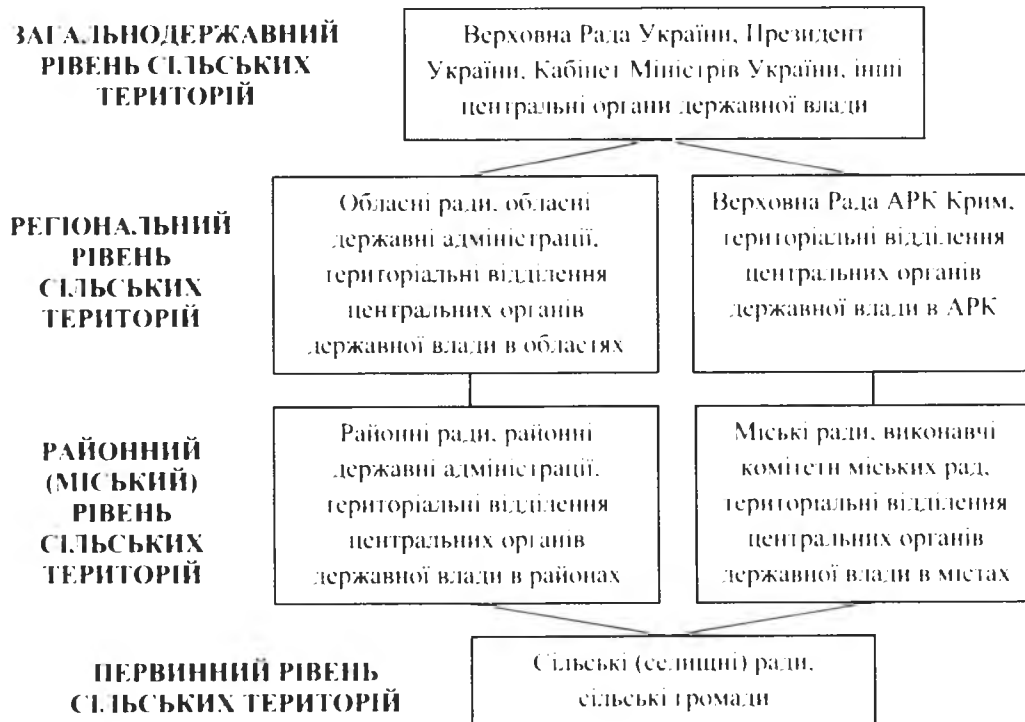 ЗАГАЛЬНОДЕРЖАВНИЙ
РІВЕНЬ СІЛЬСЬКИХ
ТЕРИТОРІЙ
Верховна Рада України, Президент
України, Кабінет Міністрів України, інші
центральні органи державної влади
РЕГІОНАЛЬНИЙ
РІВЕНЬ
СІЛЬСЬКИХ
ТЕРИТОРІЙ
Обласні ради, обласні
державні адміністрації,
територіальні відділення
центральних органів
державної влади в областях
Верховна Рада АРК Крим,
територіальні відділення
центральних органів
державної влади в АРК
РАЙОННИЙ
(МІСЬКИЙ)
РІВЕНЬ
СІЛЬСЬКИХ
ТЕРИТОРІЙ
Районні ради, районні
державні адміністрації,
територіальні відділення
центральних органів
державної влади в районах
Міські ради, виконавчі
комітети міських рад,
територіальні відділення
центральних органів
державної влади в містах
ПЕРВИННИЙ РІВЕНЬ
СІЛЬСЬКИХ ТЕРИТОРІЙ
Сільські (селищні) ради,
сільські громади